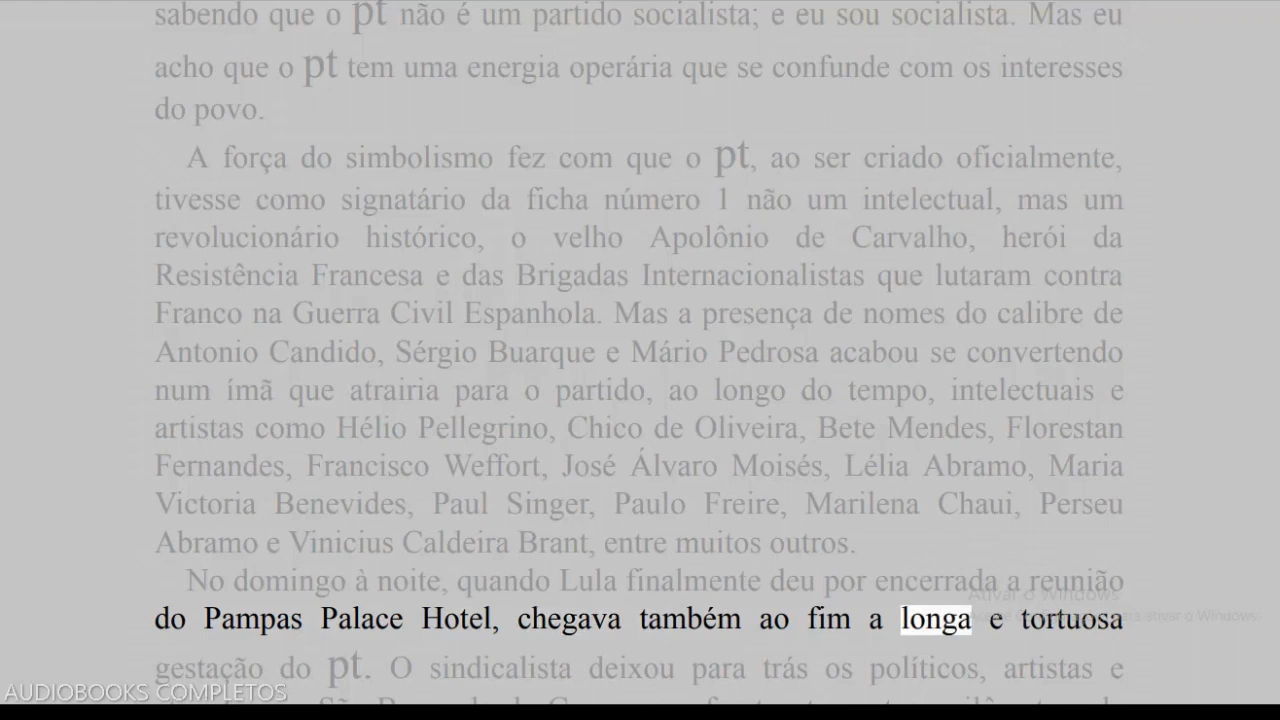 sabendo que o pt não é um partido socialista; e eu sou socialista. Mas eu
acho que o pt tem uma energia operária que se confunde com os interesses
do povo.
A força do simbolismo fez com que o pt, ao ser criado oficialmente,
tivesse como signatário da ficha número 1 não um intelectual, mas um
revolucionário histórico, o velho Apolônio de Carvalho, herói da
Resistência Francesa e das Brigadas Internacionalistas que lutaram contra
Franco na Guerra Civil Espanhola. Mas a presença de nomes do calibre de
Antonio Candido, Sérgio Buarque e Mário Pedrosa acabou se convertendo
num ímã que atrairia para o partido, ao longo do tempo, intelectuais e
artistas como Hélio Pellegrino, Chico de Oliveira, Bete Mendes, Florestan
Fernandes, Francisco Weffort, José Álvaro Moisés, Lélia Abramo, Maria
Victoria Benevides, Paul Singer, Paulo Freire, Marilena Chaui, Perseu
Abramo e Vinicius Caldeira Brant, entre muitos outros.
No domingo à noite, quando Lula finalmente deu por encerrada a reunião
Ativar o Windows
do Pampas Palace Hotel, chegava também ao fim a longa e tortuosa
para ativar o Windows.
gestação do pt. O sindicalista deixou para trás os políticos, artistas e
AUDIOBOOKS COMPLETOS